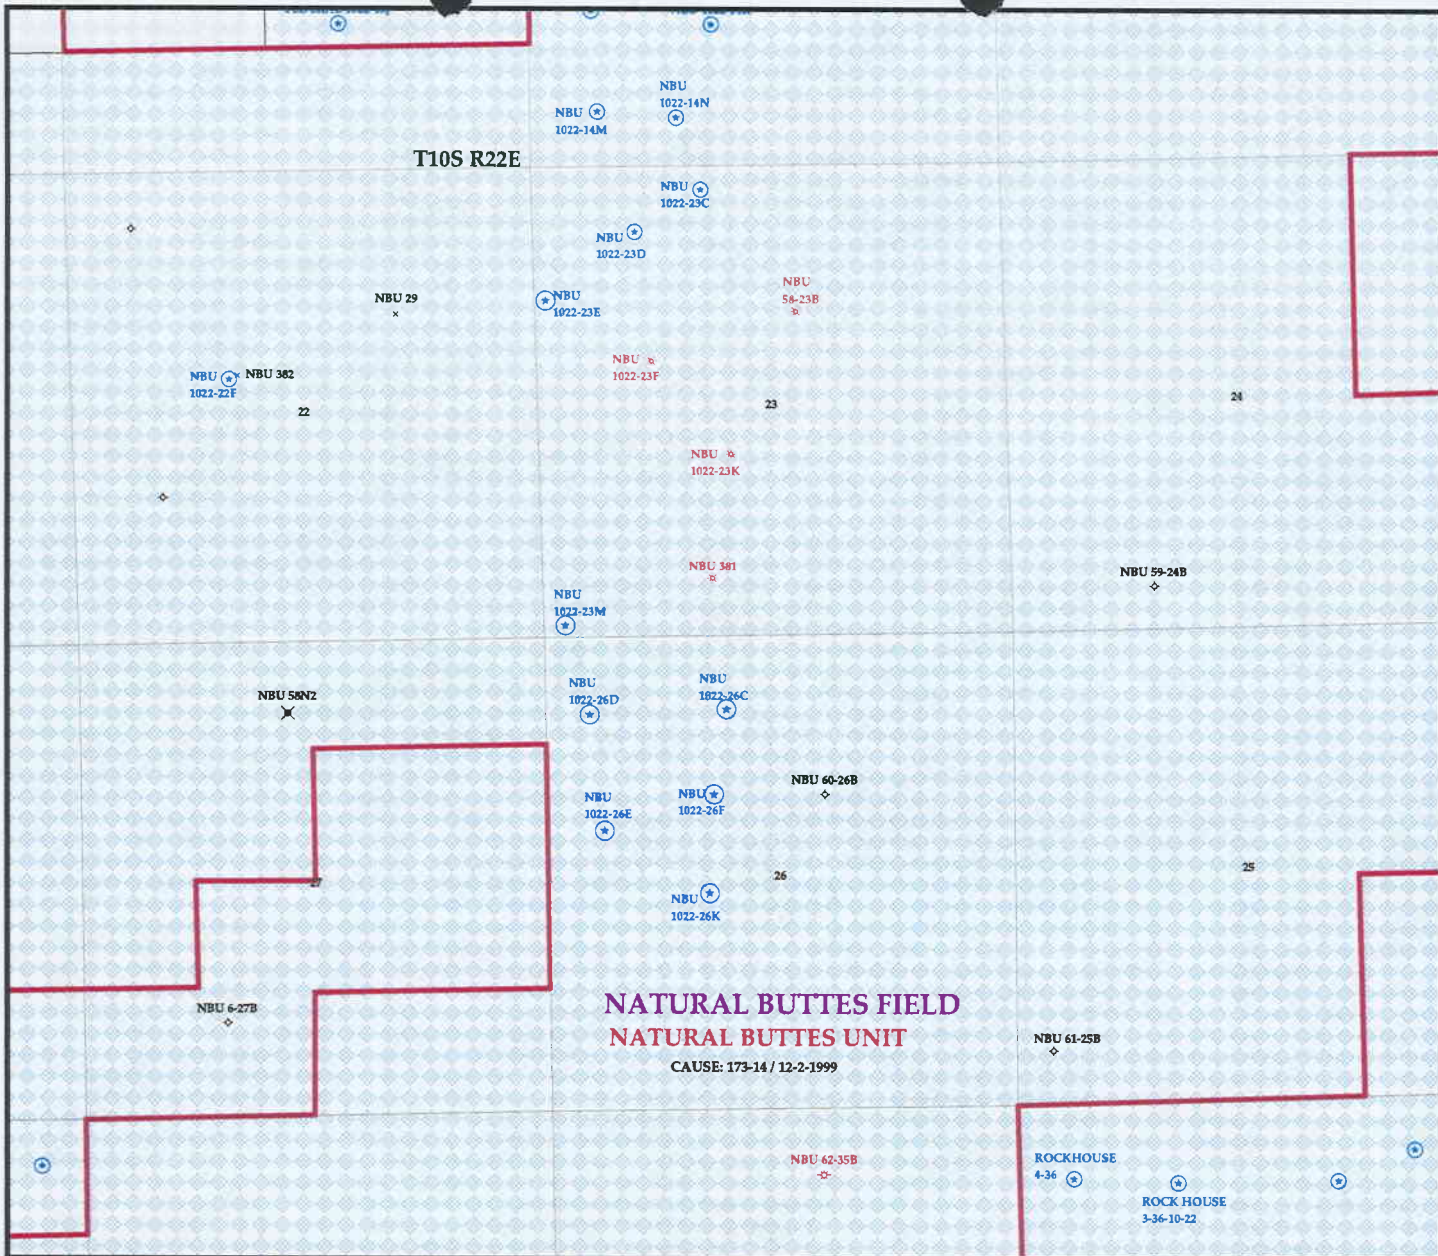 NBU
1022-14N
NBU
1022-14M
T10S R22E
NBU
1022-23C
NBU
1022-23D
NBU
1022-23E
NBU
58-23B
NBU 29
NBU
1022-23F
NBU
1022-22F
NBU 382
22
23
24
NBU
1022-23K
NBU 381
NBU 59-24B
NBU
1022-23M
NBU
1022-26D
NBU
1022-26C
NBU 58N2
NBU 60-26B
NBU
1022-26E
NBU
1022-26F
27
26
25
NBU
1022-26K
NATURAL BUTTES FIELD
NATURAL BUTTES UNIT
CAUSE: 173-14 / 12-2-1999
NBU 6-27B
NBU 61-25B
NBU 62-35B
ROCKHOUSE
4-36
ROCK HOUSE
3-36-10-22